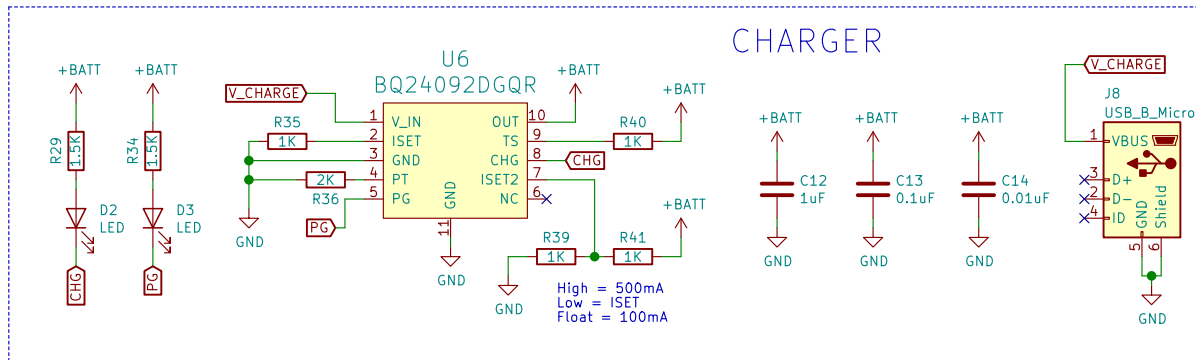 CHARGER
+BATT
R29
1.5K
D2
LED
CHG
+BATT
R34
1.5K
D3
LED
PG
U6
BQ24092DGQR
V_CHARGE
R35
1K
GND
2K
R36
PG
1 V_IN
2 ISET
3 GND
4 PT
5 PG
OUT 10
TS 9
CHG 8
ISET2 7
NC 6
GND
11
GND
+BATT
R40
1K
+BATT
CHG
R39
1K
GND
R41
1K
+BATT
High = 500mA
Low = ISET
Float = 100mA
+BATT
C12
1uF
GND
+BATT
C13
0.1uF
GND
+BATT
C14
0.01uF
GND
V_CHARGE
J8
USB_B_Micro
1 VBUS
3 D+
2 D-
4 ID
GND
Shield
5
6
GND